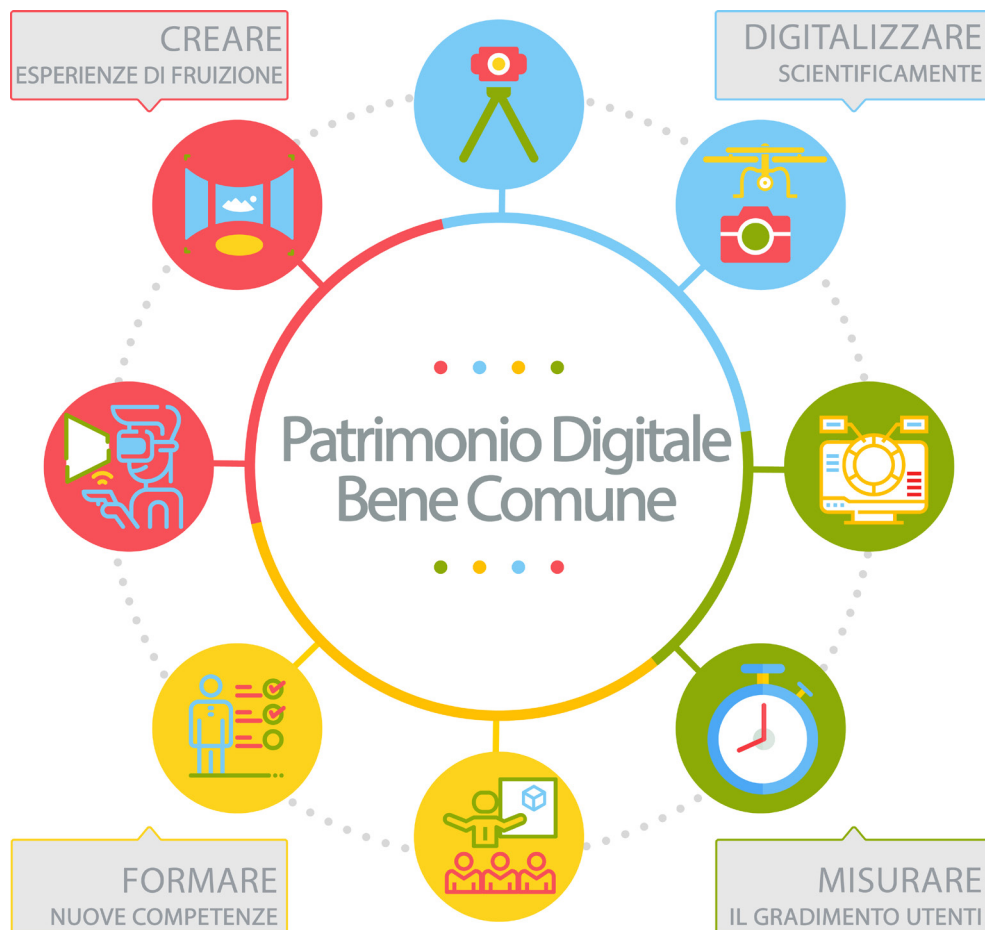 CREARE
ESPERIENZE DI FRUIZIONE
DIGITALIZZARE
SCIENTIFICAMENTE
Patrimonio Digitale
Bene Comune
FORMARE
NUOVE COMPETENZE
MISURARE
IL GRADIMENTO UTENTI